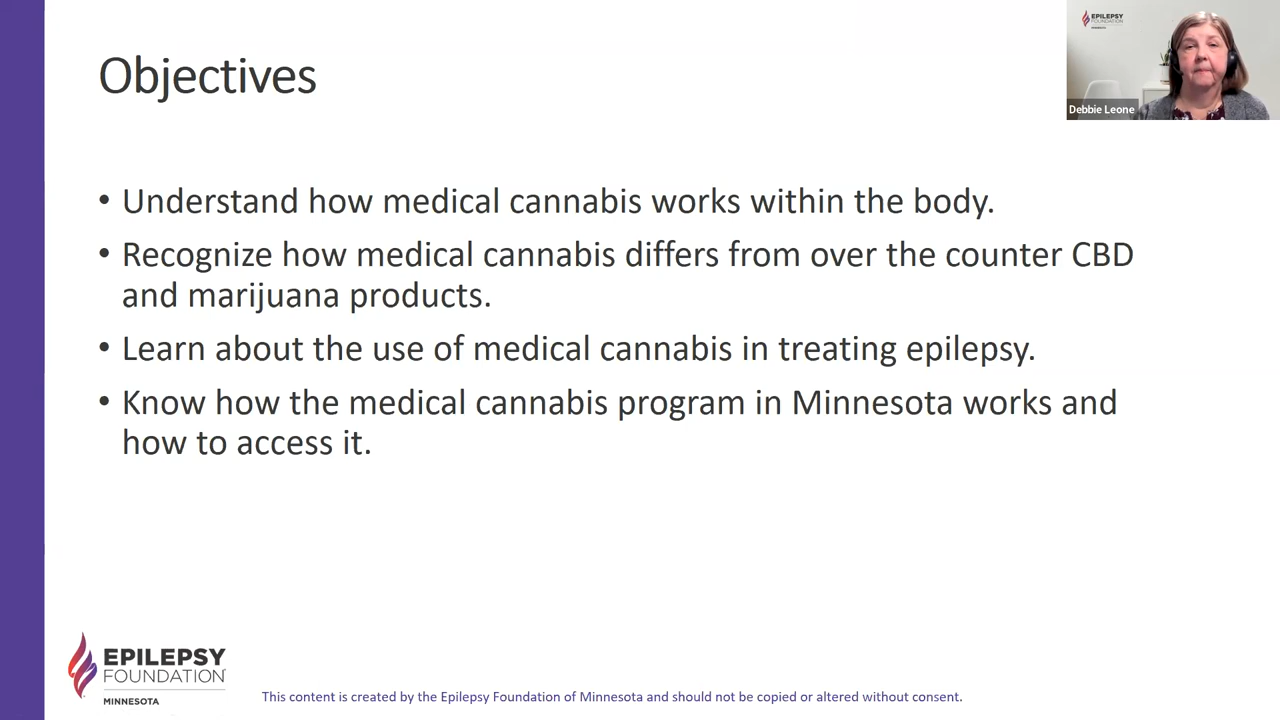 Objectives
EPILEPSY
FOUNDATION
MINNESOTA
Debbie Leone
• Understand how medical cannabis works within the body.
• Recognize how medical cannabis differs from over the counter CBD
and marijuana products.
• Learn about the use of medical cannabis in treating epilepsy.
• Know how the medical cannabis program in Minnesota works and
how to access it.
EPILEPSY
FOUNDATION
MINNESOTA
This content is created by the Epilepsy Foundation of Minnesota and should not be copied or altered without consent.